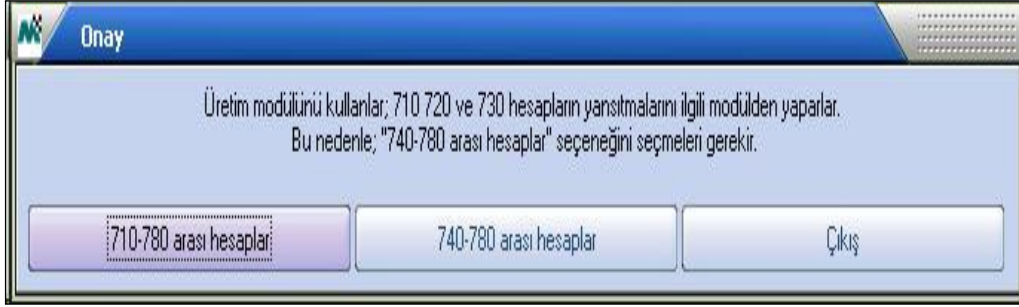 Onay
Üretim modülünü kullanlar; 710 720 ve 730 hesapların yansıtmalarını ilgili modülden yaparlar.
Bu nedenle; "740-780 arası hesaplar" seçeneğini seçmeleri gerekir.
710-780 arası hesaplar
740-780 arası hesaplar
Çıkış